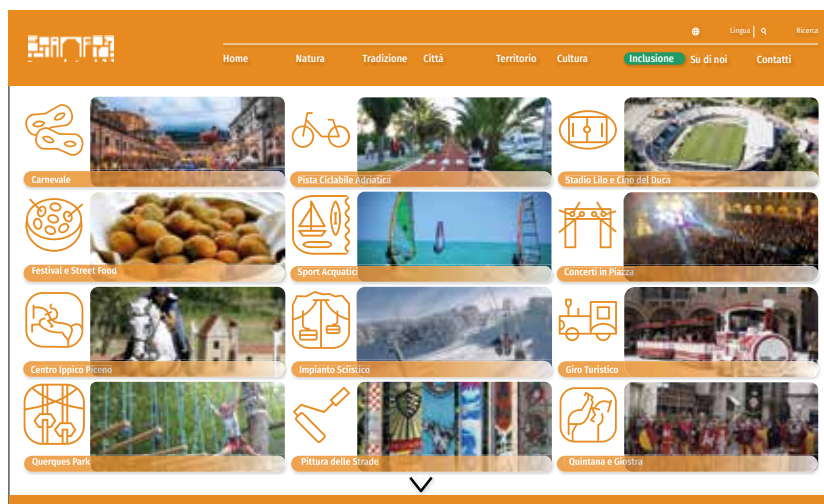 Lingua
Ricerca
Home
Natura
Tradizione
Città
Territorio
Cultura
Inclusione
Su di noi
Contatti
Carnevale
Pista Ciclabile Adriatica
Stadio Lilo e Cino del Duca
Festival e Street Food
Sport Acquatici
Concerti in Piazza
Centro Ippico Piceno
Impianto Sciistico
Giro Turistico
Querques Park
Pittura delle Strade
Quintana e Giostra